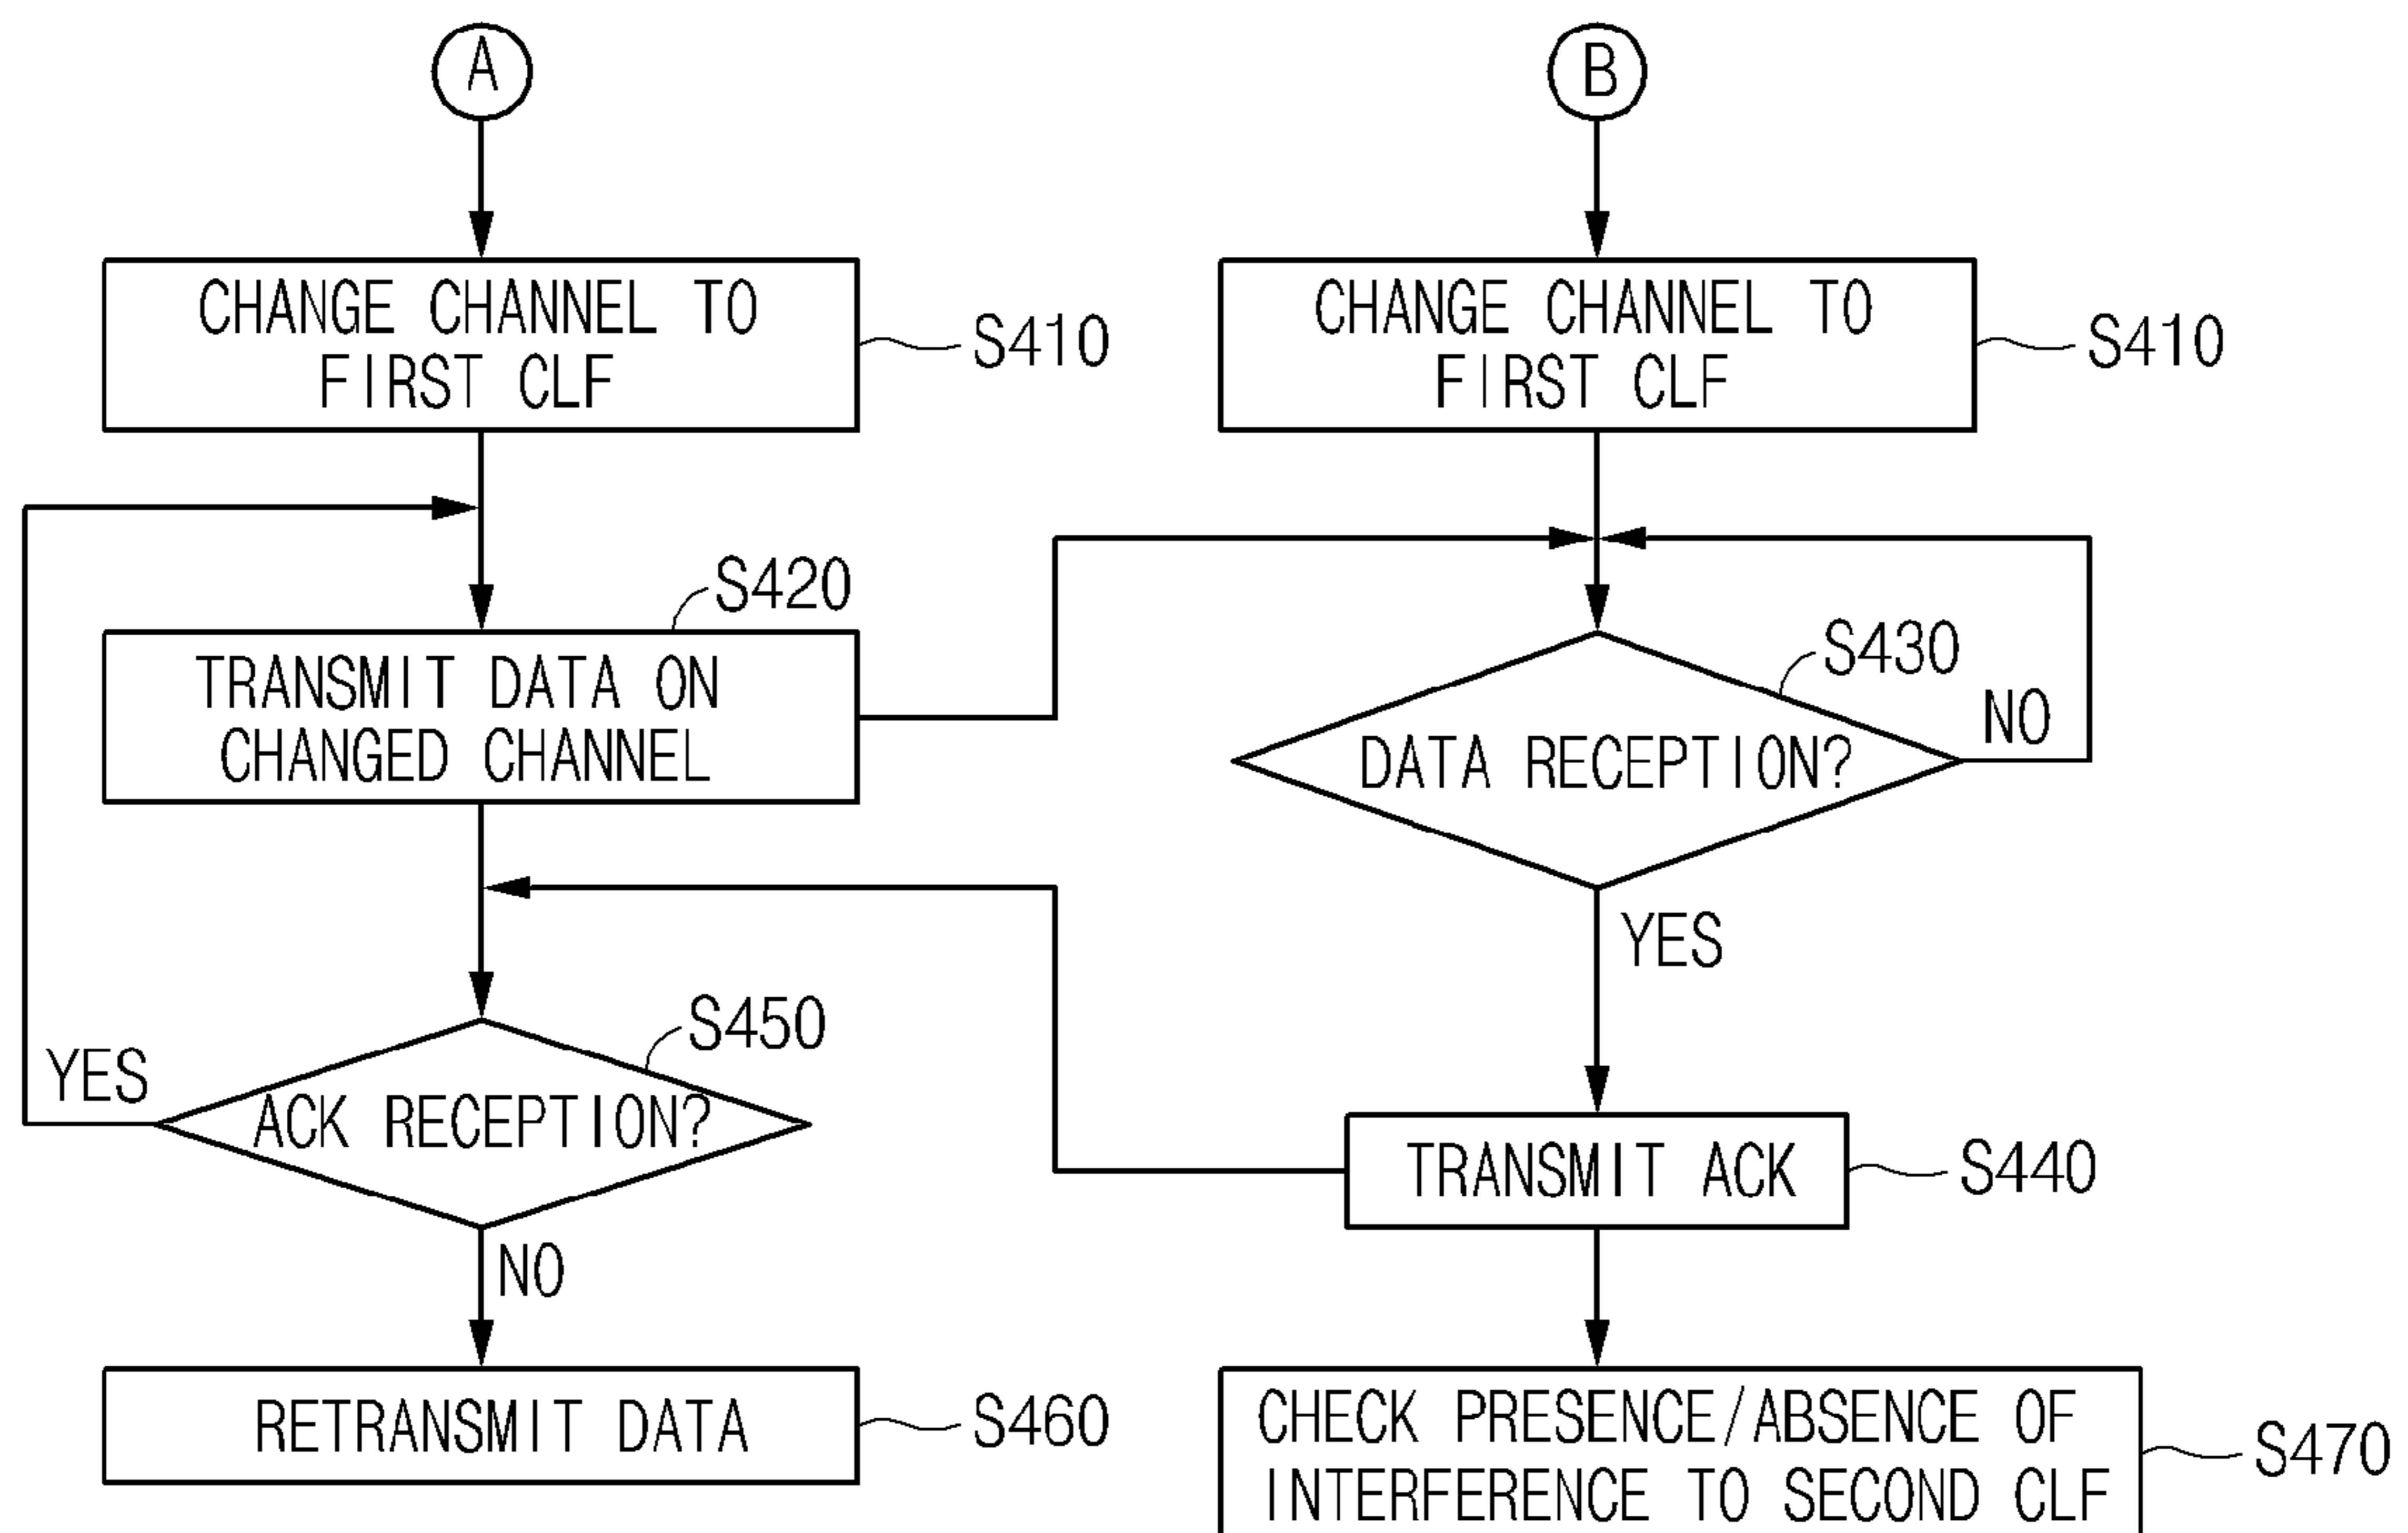 A
B
CHANGE CHANNEL TO
FIRST CLF
S410
CHANGE CHANNEL TO
FIRST CLF
S410
S420
TRANSMIT DATA ON
CHANGED CHANNEL
S430
DATA RECEPTION?
NO
YES
S450
YES
ACK RECEPTION?
NO
TRANSMIT ACK
S440
RETRANSMIT DATA
S460
CHECK PRESENCE/ABSENCE OF
INTERFERENCE TO SECOND CLF
S470